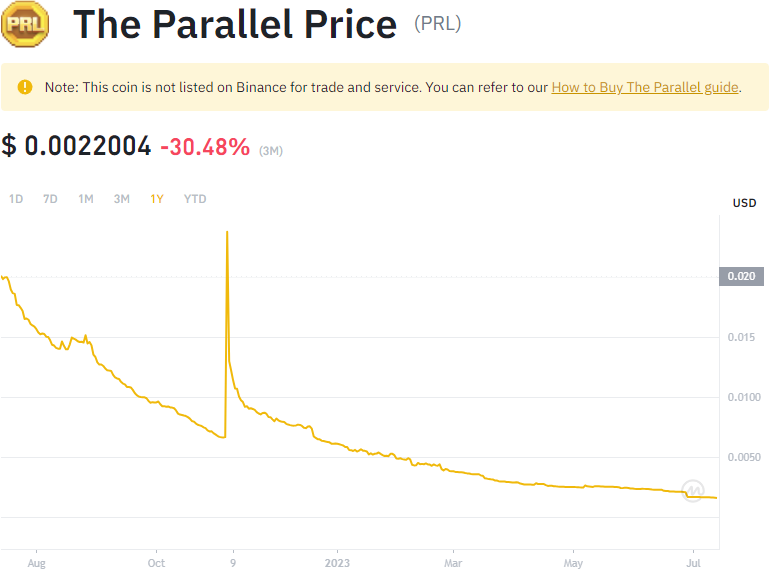 PRL
The Parallel Price (PRL)
Note: This coin is not listed on Binance for trade and service. You can refer to our How to Buy The Parallel guide.
$ 0.0022004 -30.48% (3M)
1D 7D 1M 3M 1Y YTD
USD
0.020
0.015
0.0100
0.0050
Aug Oct 9 2023 Mar May Jul